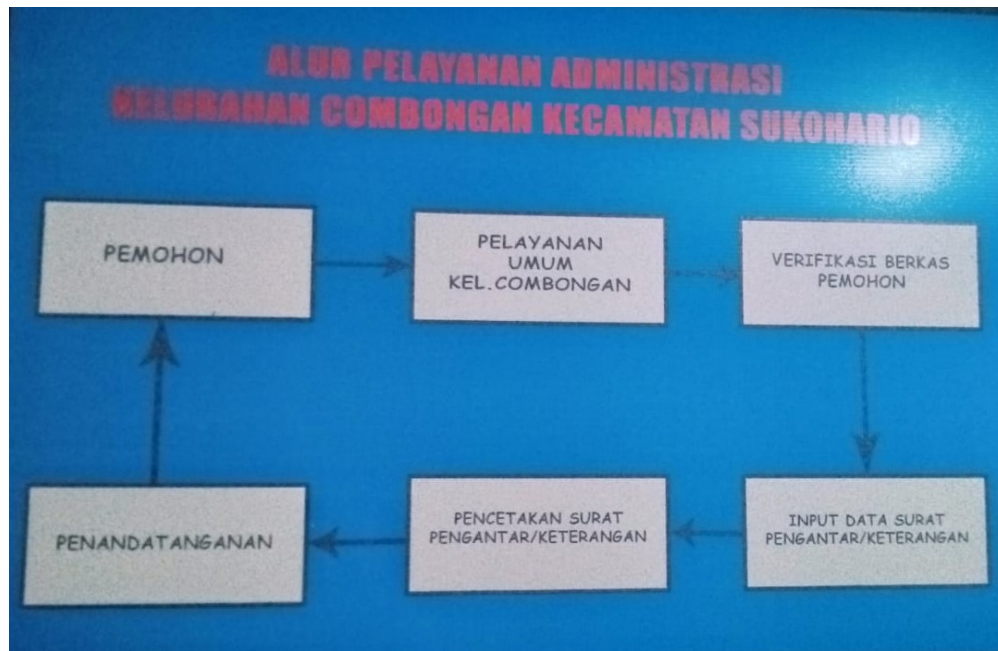 ALUR PELAYANAN ADMINISTRASI
KELURAHAN COMBONGAN KECAMATAN SUKOHARJO
PEMOHON
PELAYANAN
UMUM
KEL.COMBONGAN
VERIFIKASI BERKAS
PEMOHON
INPUT DATA SURAT
PENGANTAR/KETERANGAN
PENCETAKAN SURAT
PENGANTAR/KETERANGAN
PENANDATANGANAN